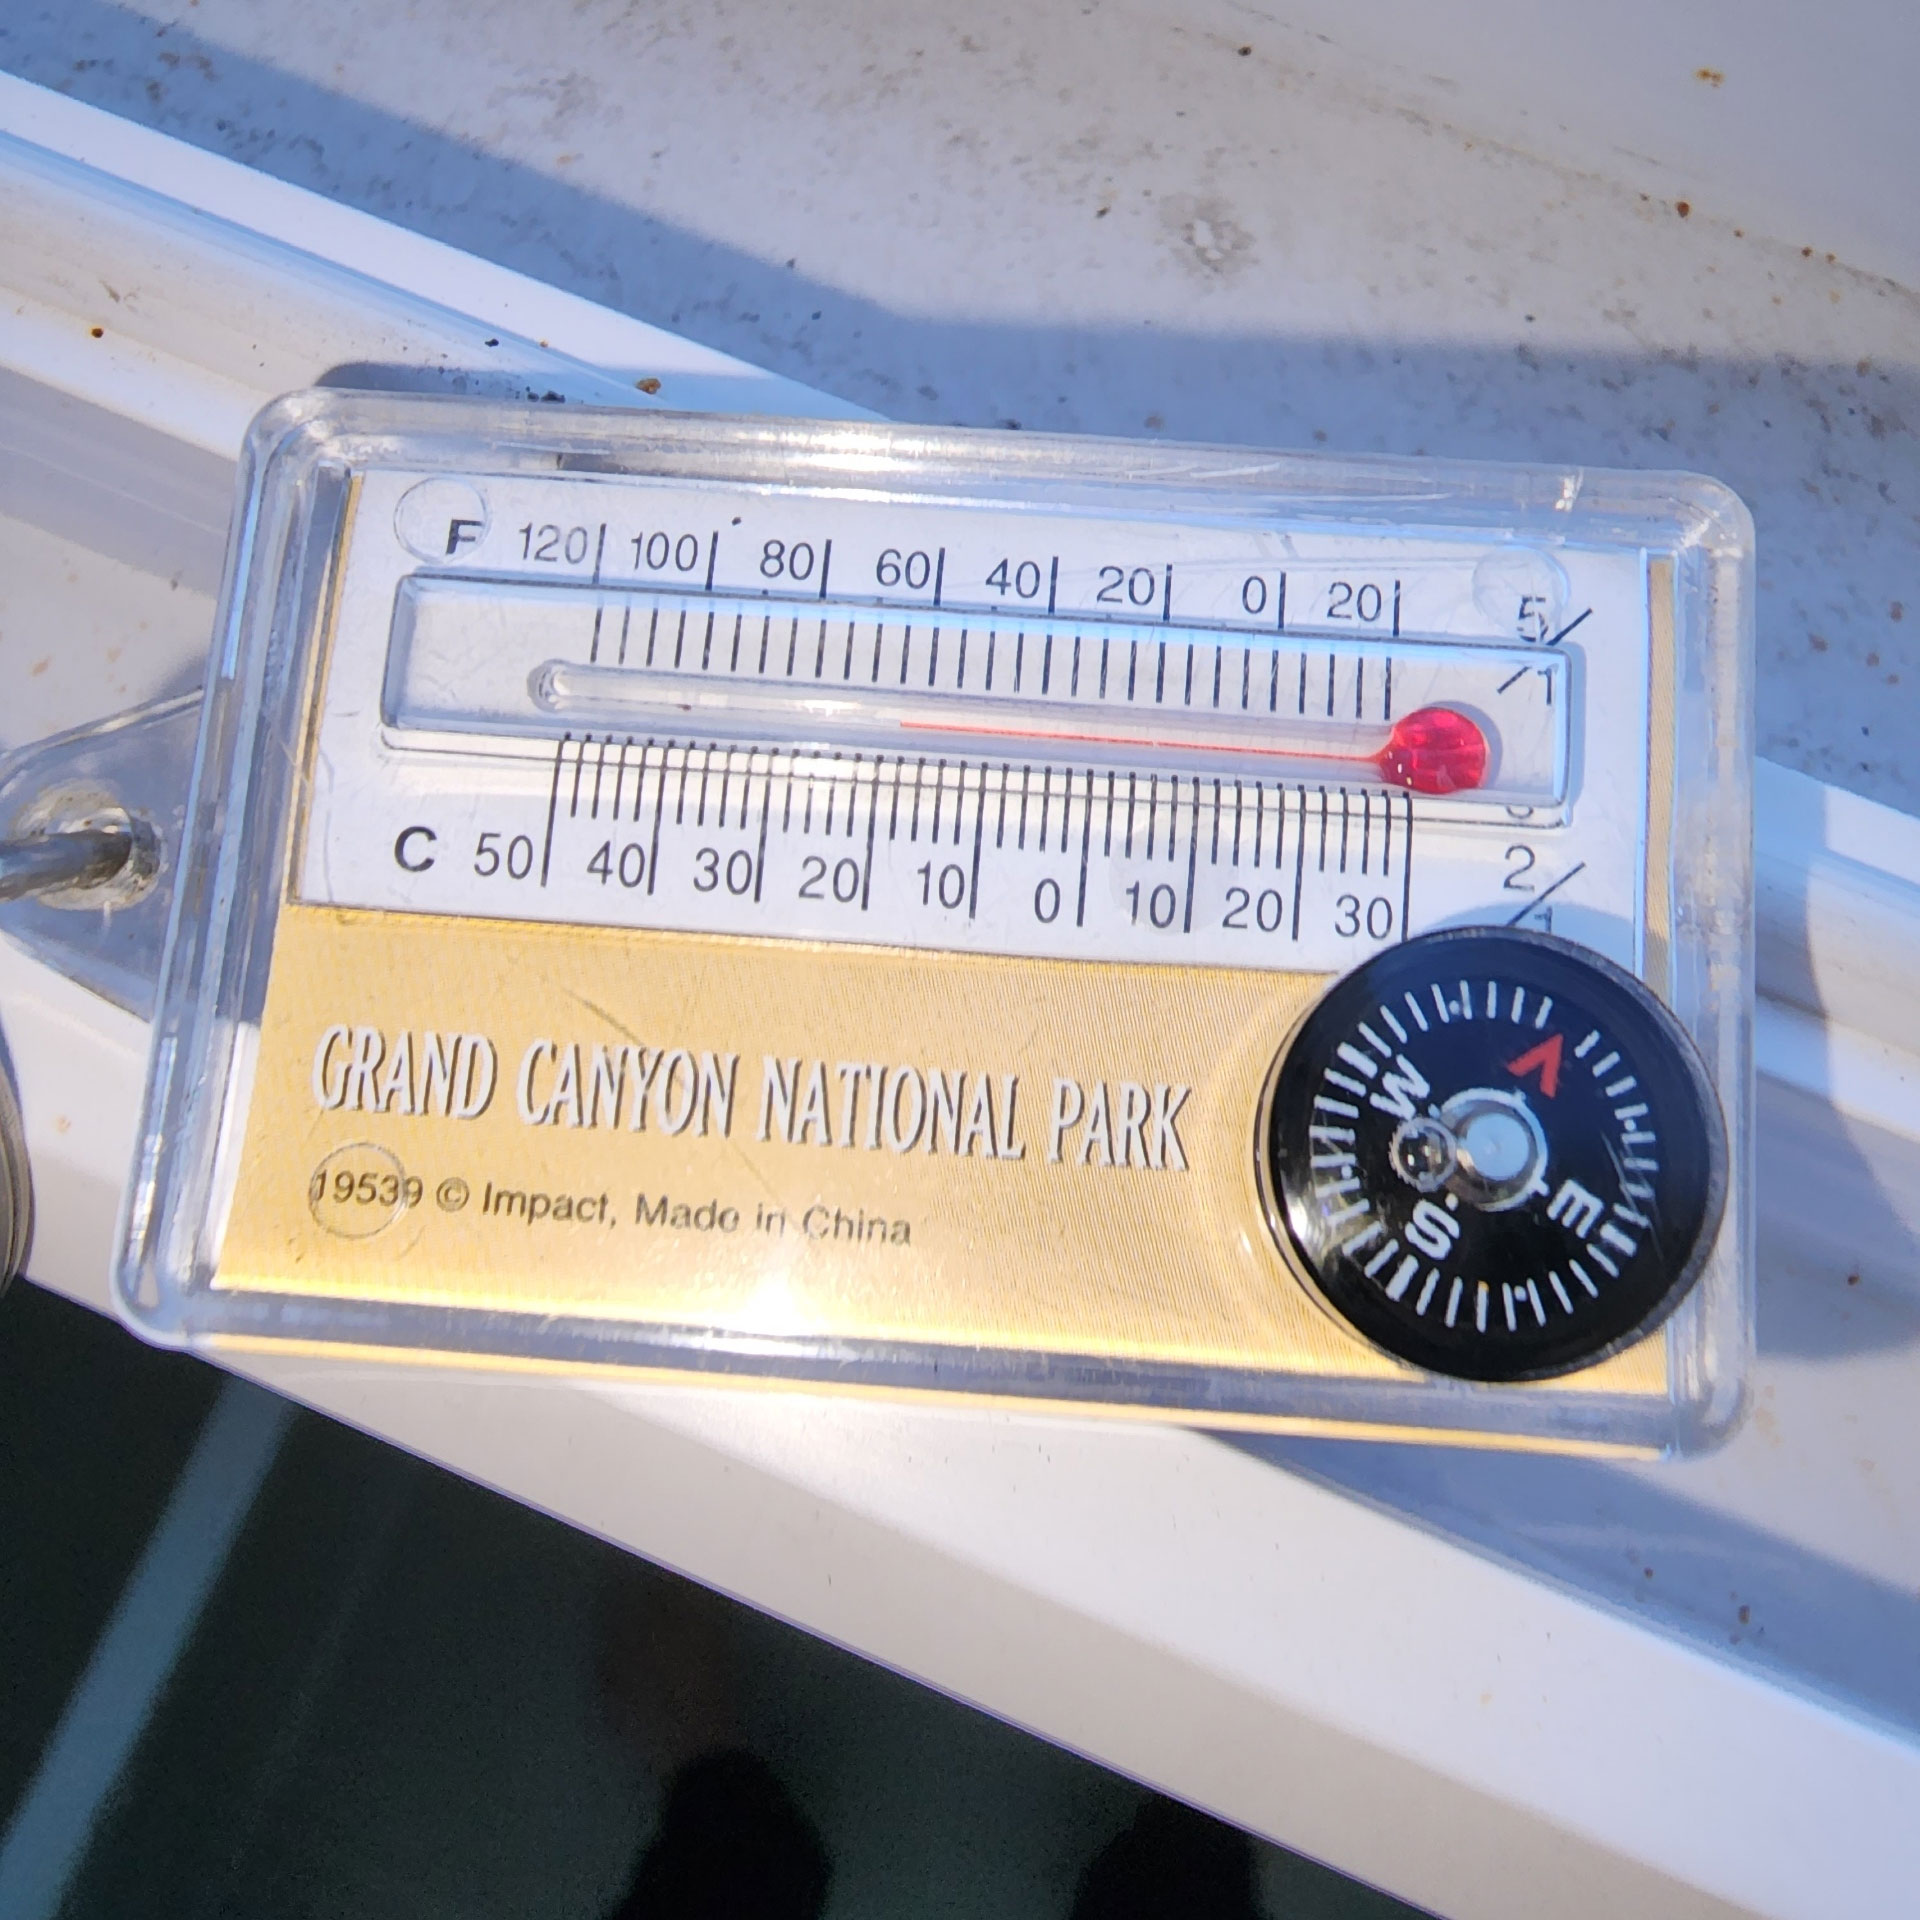 F 120 100 80 60 40 20 0 20
C 50 40 30 20 10 0 10 20 30
GRAND CANYON NATIONAL PARK
19539 © Impact, Made in China
W S E